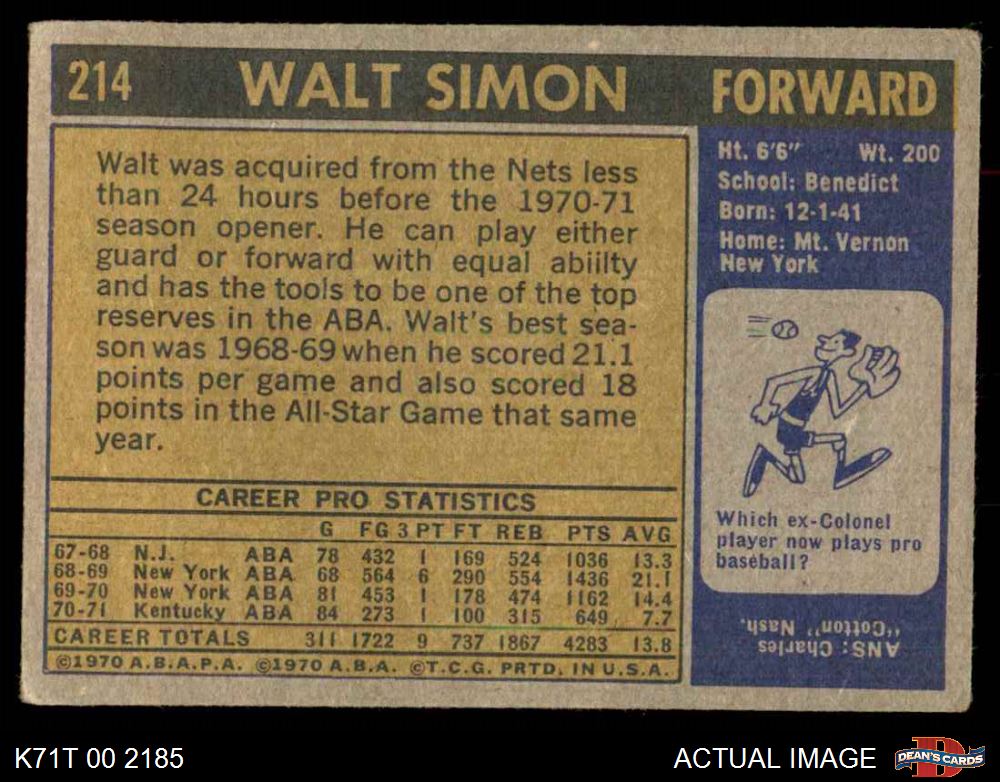 214 WALT SIMON FORWARD
Walt was acquired from the Nets less
than 24 hours before the 1970-71
season opener. He can play either
guard or forward with equal abiilty
and has the tools to be one of the top
reserves in the ABA. Walt's best sea-
son was 1968-69 when he scored 21.1
points per game and also scored 18
points in the All-Star Game that same
year.
CAREER PRO STATISTICS
G FG 3 PT FT REB PTS AVG
67-68 N.J. ABA 78 432 1 169 524 1036 13.3
68-69 New York ABA 68 564 6 290 554 1436 21.1
69-70 New York ABA 81 453 1 178 474 1162 14.4
70-71 Kentucky ABA 84 273 1 100 315 649 7.7
CAREER TOTALS 311 1722 9 737 1867 4283 13.8
©1970 A.B.A.P.A. ©1970 A.B.A. ©T.C.G. PRTD. IN U.S.A.
Ht. 6'6" Wt. 200
School: Benedict
Born: 12-1-41
Home: Mt. Vernon
New York
Which ex-Colonel
player now plays pro
baseball?
ANS: Charles
"Cotton" Nash.
K71T 00 2185 ACTUAL IMAGE D DEAN'S CARDS